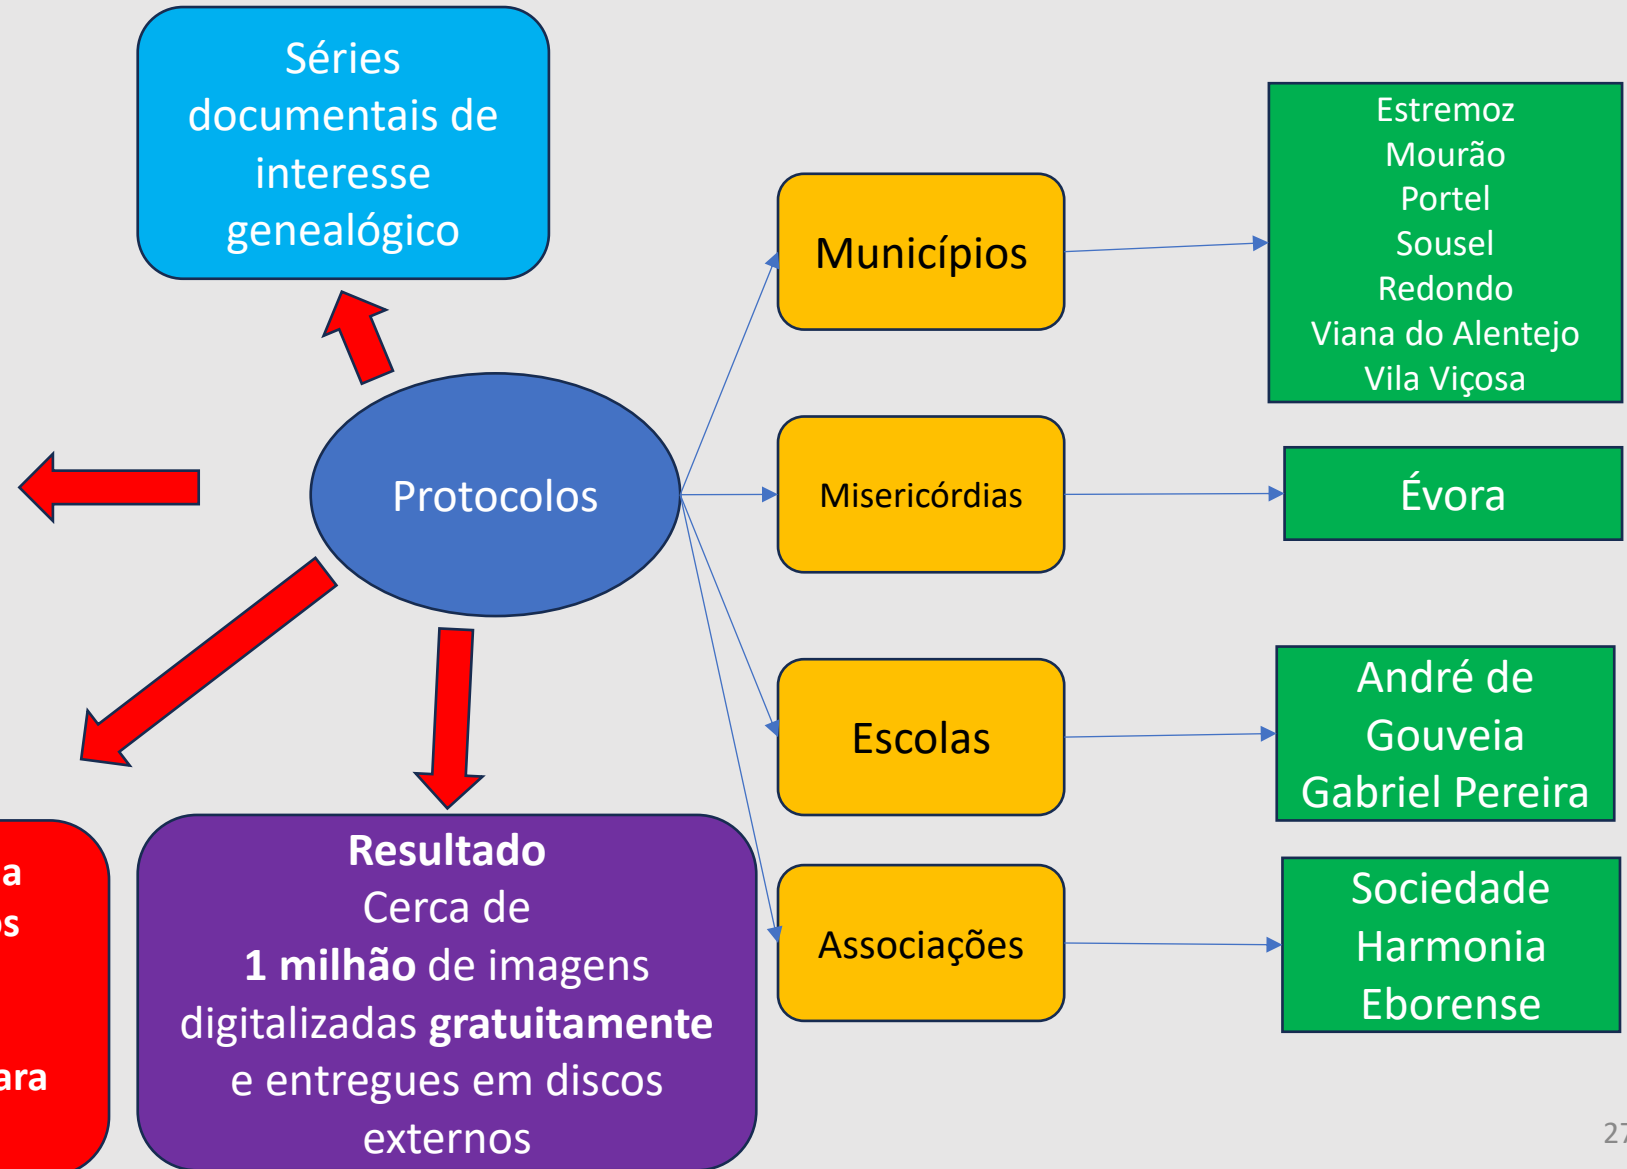 Séries
documentais de
interesse
genealógico
Protocolos
Municípios
Estremoz
Mourão
Portel
Sousel
Redondo
Viana do Alentejo
Vila Viçosa
Misericórdias
Évora
Escolas
André de
Gouveia
Gabriel Pereira
Associações
Sociedade
Harmonia
Eborense
Resultado
Cerca de
1 milhão de imagens
digitalizadas gratuitamente
e entregues em discos
externos
27